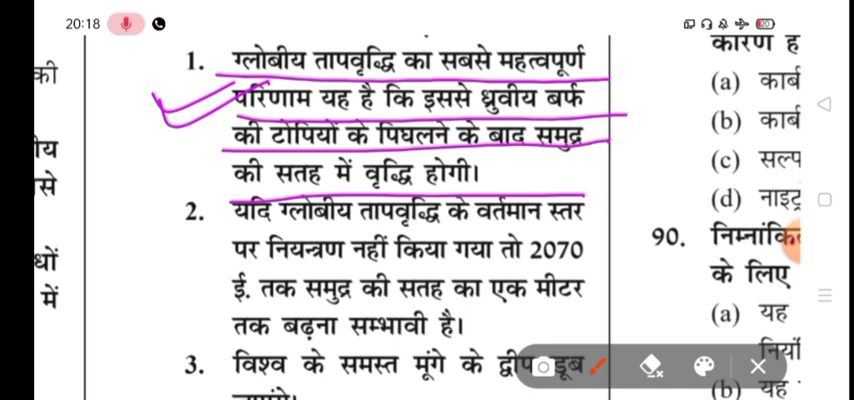 20:18
की
ीय
से
धों
में
1. ग्लोबीय तापवृद्धि का सबसे महत्वपूर्ण
परिणाम यह है कि इससे ध्रुवीय बर्फ
की टोपियों के पिघलने के बाद समुद्र
की सतह में वृद्धि होगी।
2. यदि ग्लोबीय तापवृद्धि के वर्तमान स्तर
पर नियन्त्रण नहीं किया गया तो 2070
ई. तक समुद्र की सतह का एक मीटर
तक बढ़ना सम्भावी है।
3. विश्व के समस्त मूंगे के द्वीप डूब
कारण ह
(a) कार्ब
(b) कार्ब
(c) सल्प
(d) नाइट्र
90. निम्नांकि
के लिए
(a) यह
नियों
(b) यह